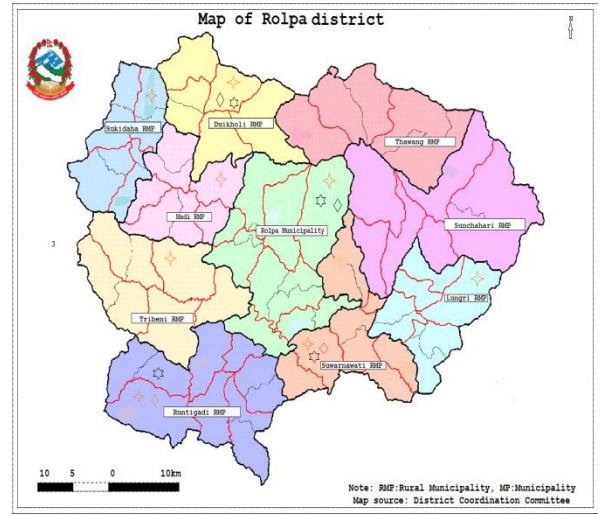 Map of Rolpa district
N
Sukidaha RMP
Duikholi RMP
Thawang RMP
Madi RMP
Rolpa Municipality
Sunchahari RMP
3
Lungri RMP
Tribeni RMP
Suwarnawati RMP
Runtigadi RMP
10 5 0 10km
Note: RMP:Rural Municipality, MP:Municipality
Map source: District Coordination Committee